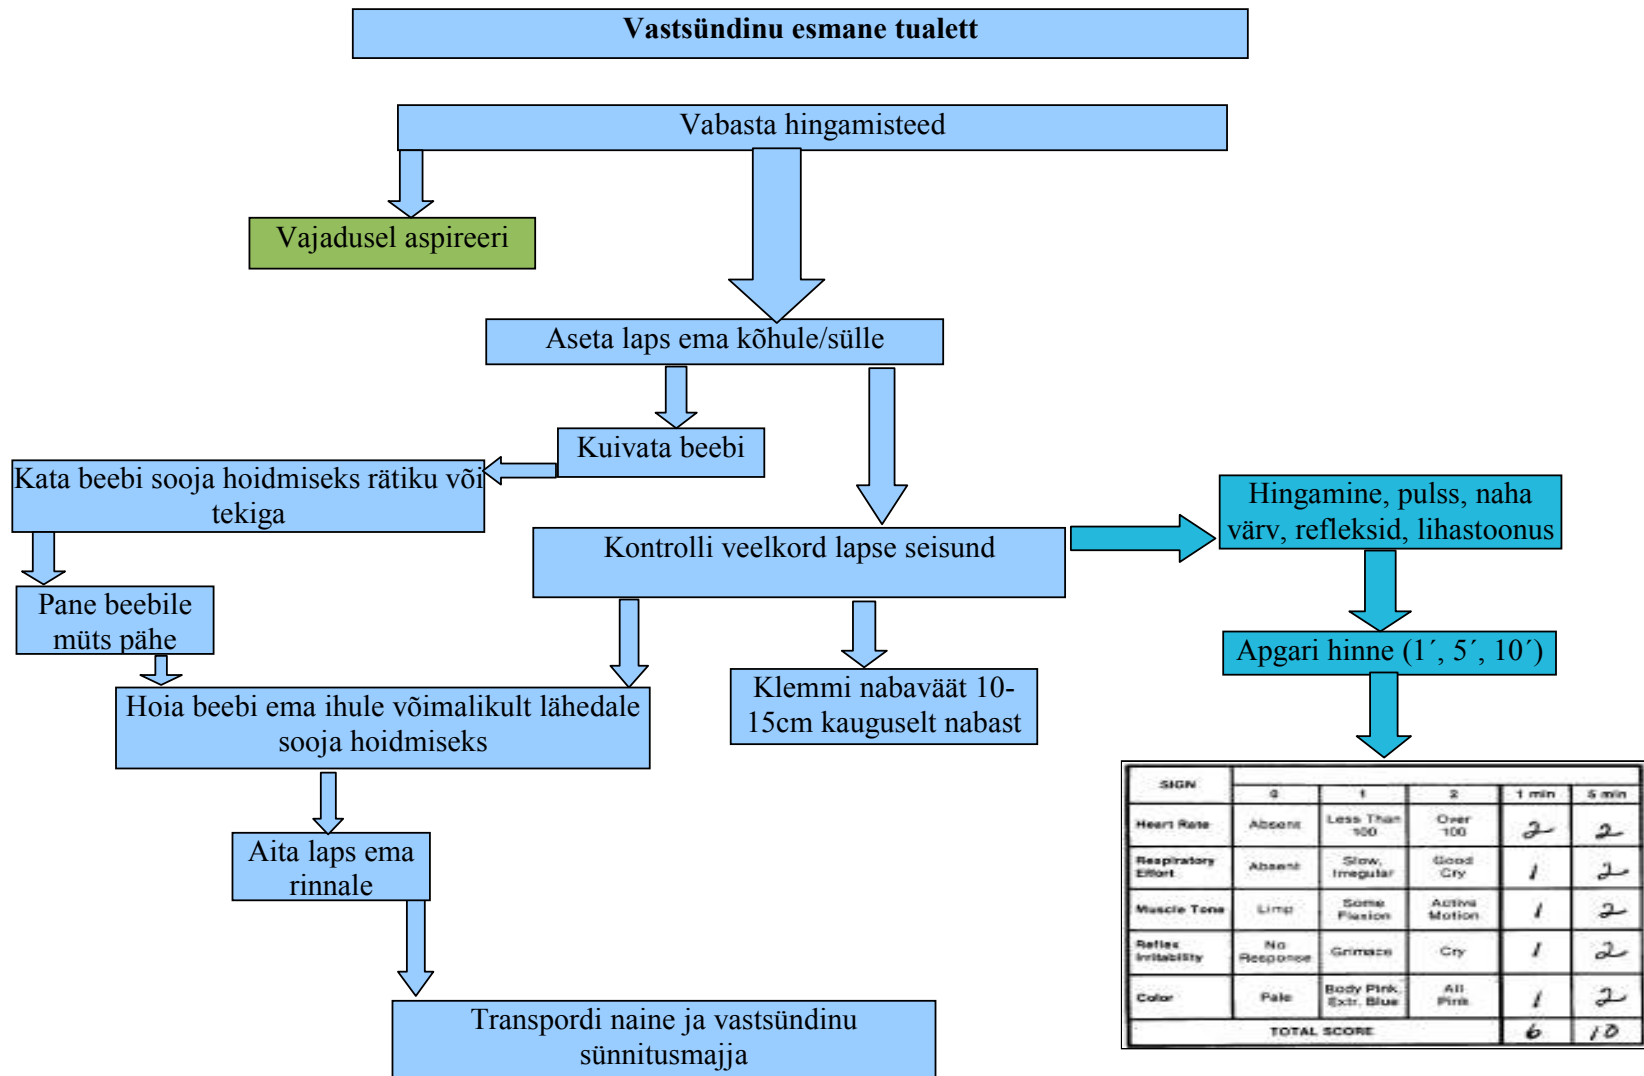 Vastsündinu esmane tualett
Vabasta hingamisteed
Vajadusel aspireeri
Aseta laps ema kõhule/sülle
Kuivata beebi
Kata beebi sooja hoidmiseks rätiku või
tekiga
Hingamine, pulss, naha
värv, refleksid, lihastoonus
Kontrolli veelkord lapse seisund
Pane beebile
müts pähe
Apgari hinne (1´, 5´, 10´)
Klemmi nabaväät 10-
15cm kauguselt nabast
Hoia beebi ema ihule võimalikult lähedale
sooja hoidmiseks
Aita laps ema
rinnale
Transpordi naine ja vastsündinu
sünnitusmajja
SIGN
0 1 2 1 min 5 min
Heart Rate Absent Less Than 100 Over 100 2 2
Respiratory Effort Absent Slow, Irregular Good Cry 1 2
Muscle Tone Limp Some Flexion Active Motion 1 2
Reflex Irritability No Response Grimace Cry 1 2
Color Pale Body Pink, Extr. Blue All Pink 1 2
TOTAL SCORE 6 10